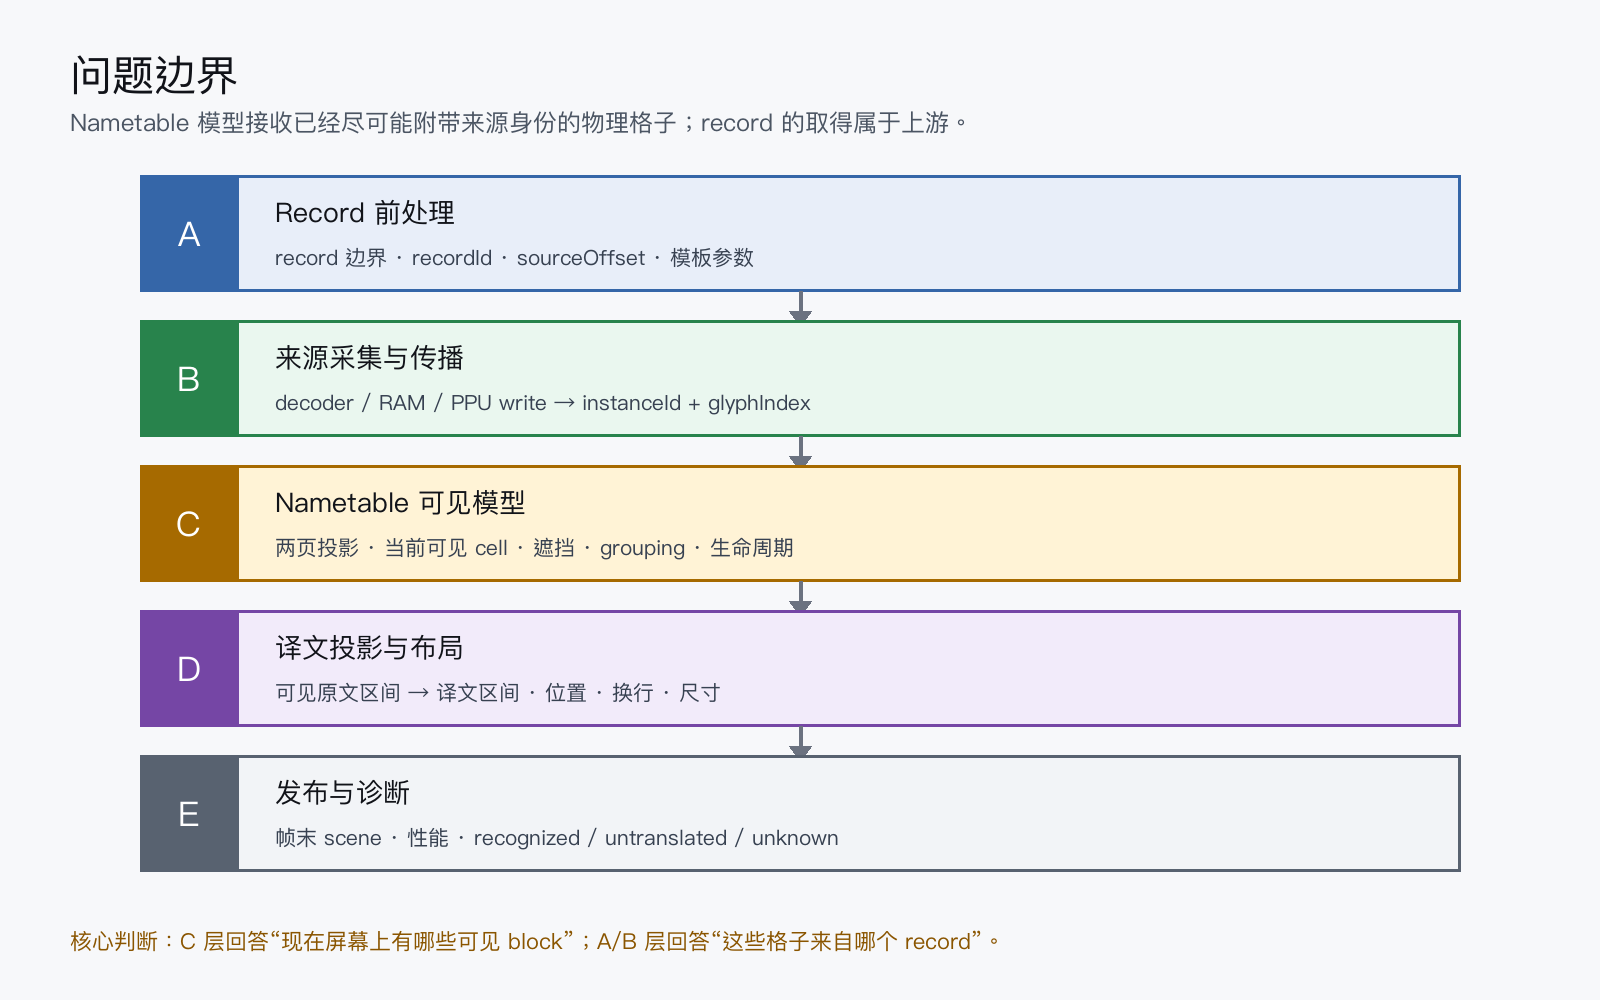 问题边界
Nametable 模型接收已经尽可能附带来源身份的物理格子；record 的取得属于上游。
A
Record 前处理
record 边界 · recordId · sourceOffset · 模板参数
B
来源采集与传播
decoder / RAM / PPU write → instanceId + glyphIndex
C
Nametable 可见模型
两页投影 · 当前可见 cell · 遮挡 · grouping · 生命周期
D
译文投影与布局
可见原文区间 → 译文区间 · 位置 · 换行 · 尺寸
E
发布与诊断
帧末 scene · 性能 · recognized / untranslated / unknown
核心判断：C 层回答“现在屏幕上有哪些可见 block”；A/B 层回答“这些格子来自哪个 record”。